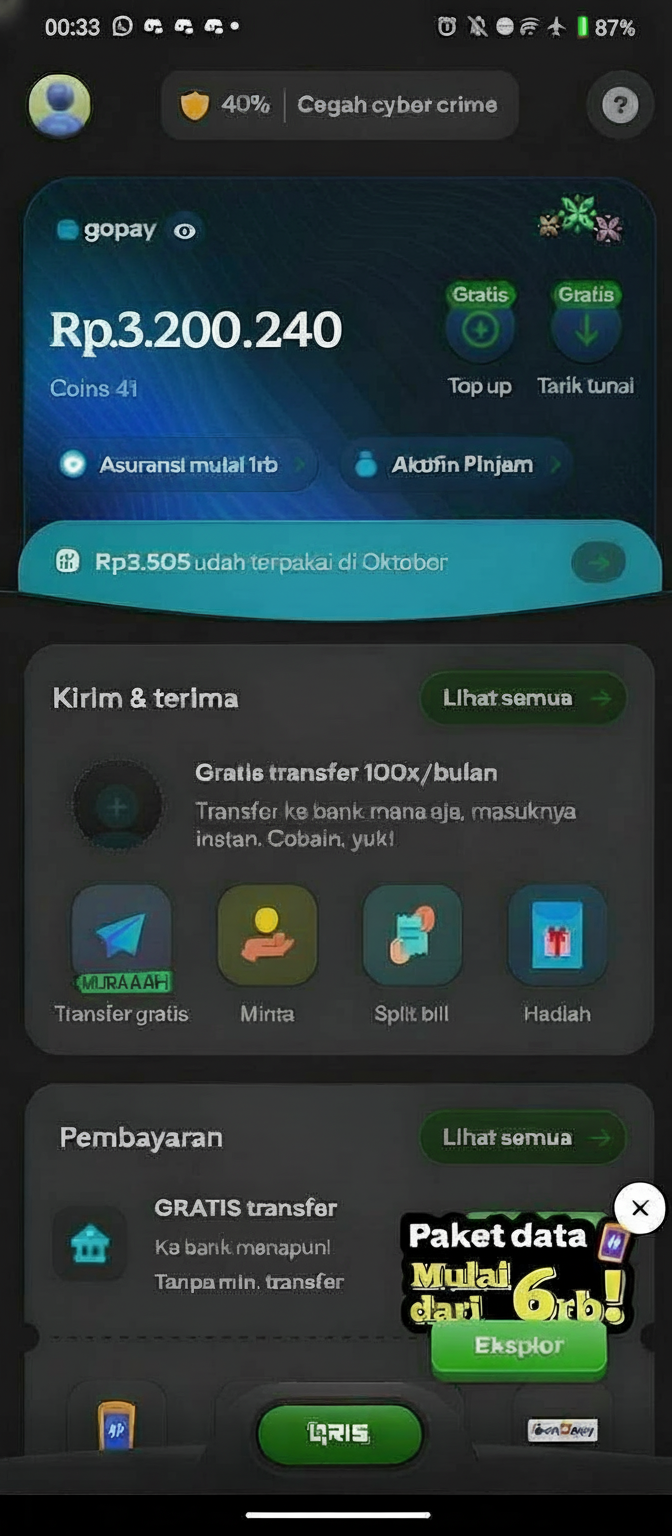 00:33
87%
40% | Cegah cyber crime
?
gopay
Rp.3.200.240
Coins 41
Gratis
Gratis
Top up
Tarik tunai
Asuransi mulai 1rb
Pinjam
Rp3.505 udah terpakai di Oktober
Kirim & terima
Lihat semua
Gratis transfer 100x/bulan
Transfer ke bank mana aja, masuknya
instan. Cobain, yuk!
MURAAAH
Transfer gratis
Minta
Split bill
Hadiah
Pembayaran
Lihat semua
GRATIS transfer
Ke bank manapun!
Tanpa min. transfer
Paket data
Mulai
dari 6rb!
Eksplor
QRIS